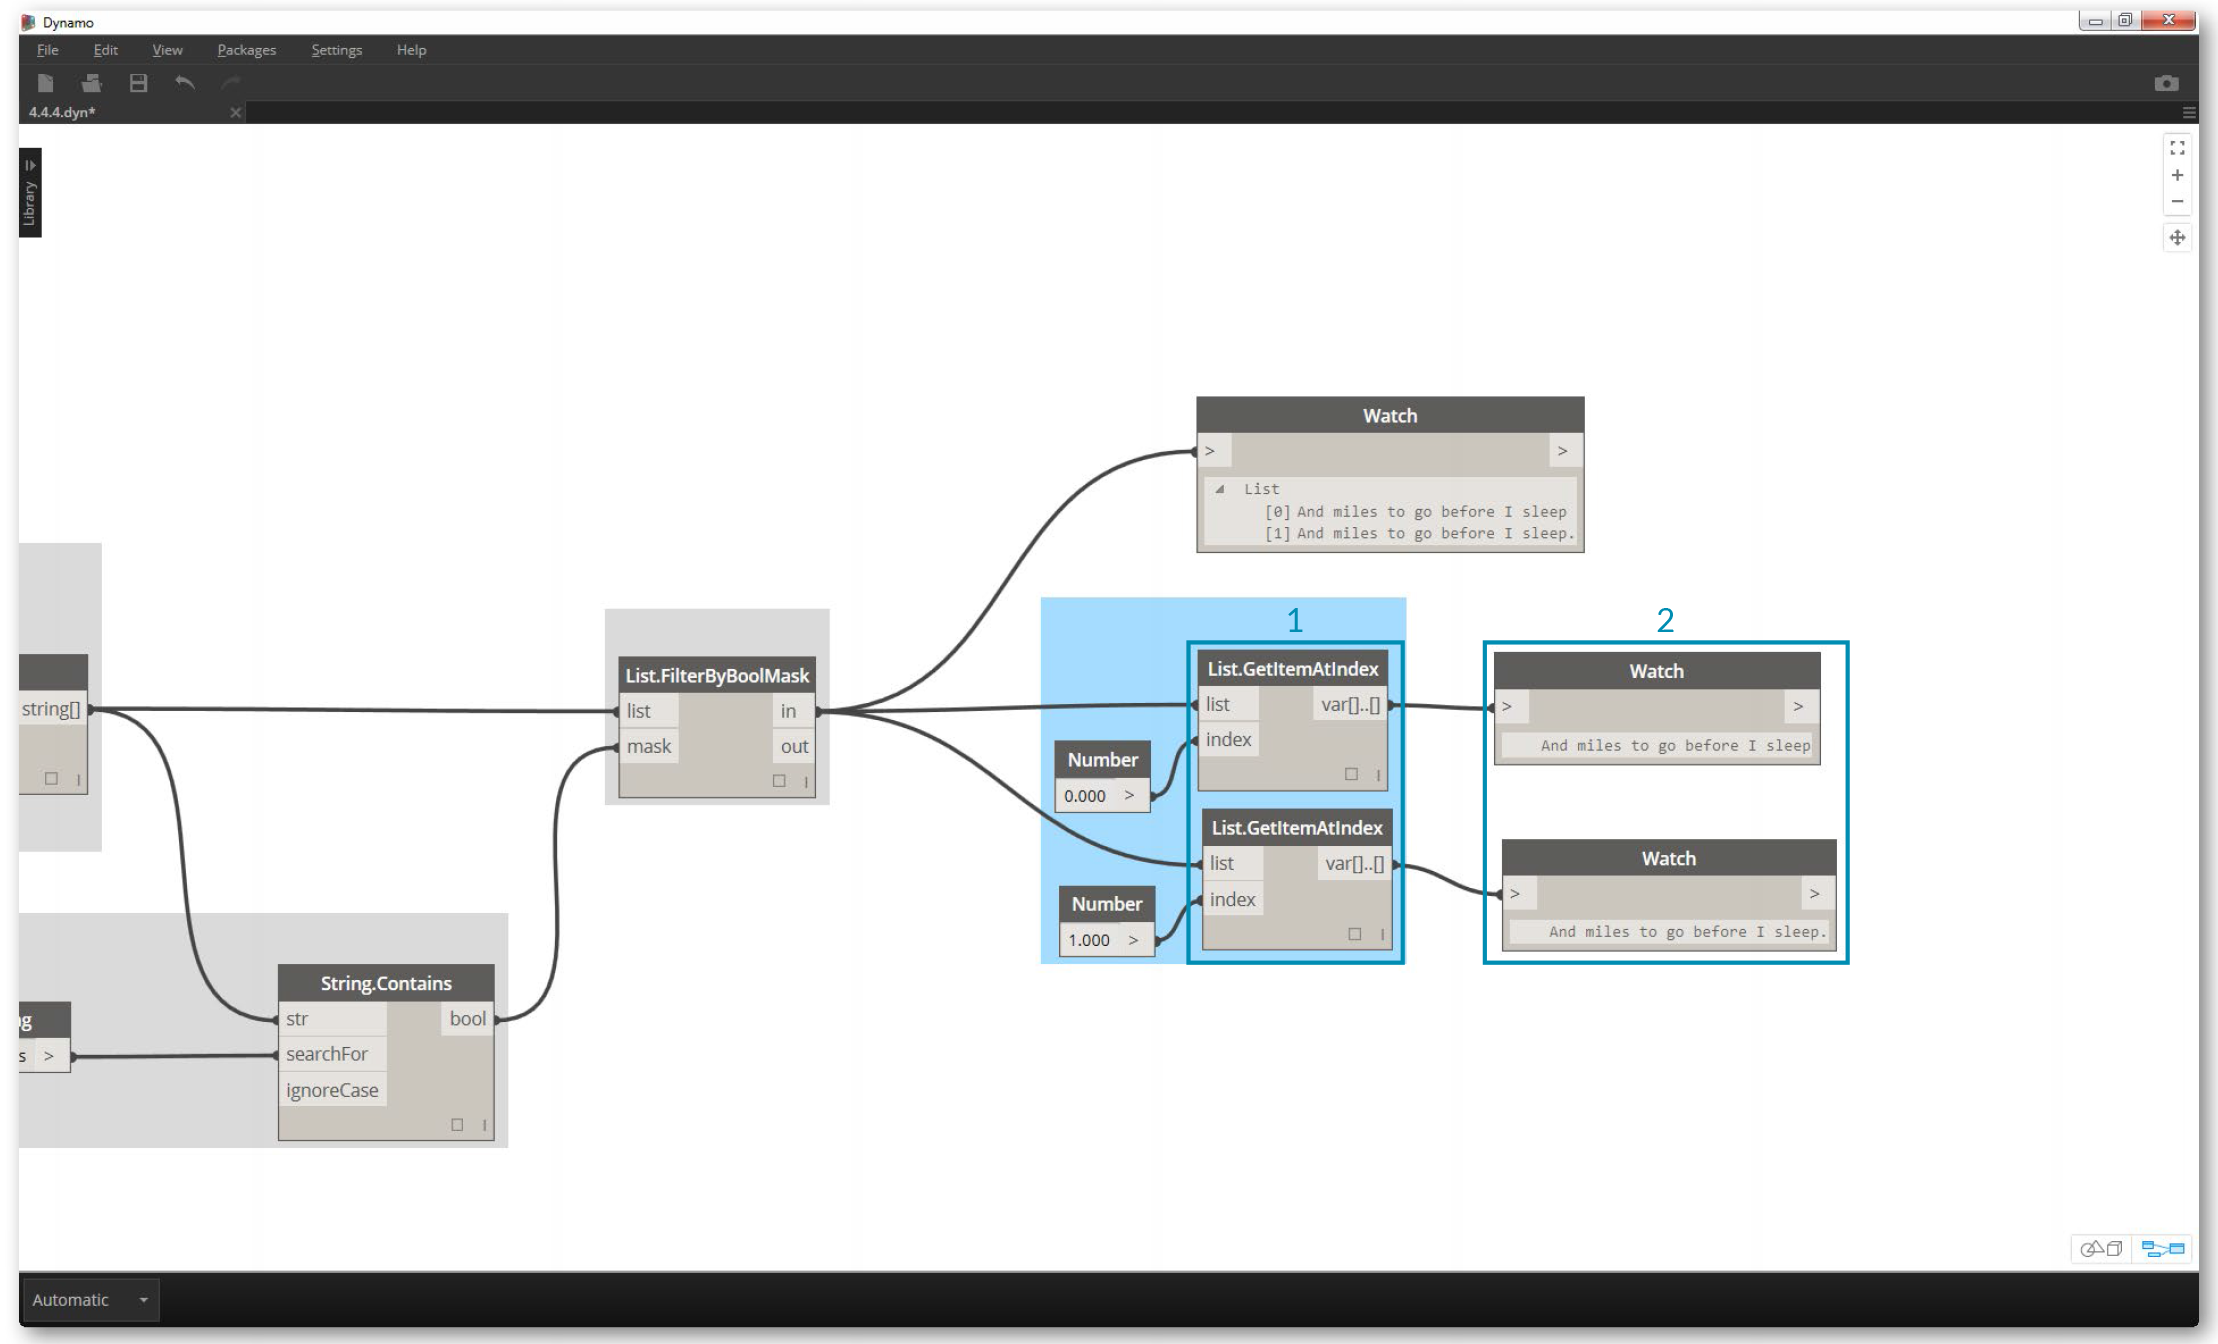 Dynamo
File Edit View Packages Settings Help
4.4.4.dyn*
Library
Watch
> >
List
[0] And miles to go before I sleep
[1] And miles to go before I sleep.
1
2
string[]
List.FilterByBoolMask
list in
mask out
List.GetItemAtIndex
list var[]..[]
index
Number
0.000 >
Watch
> >
And miles to go before I sleep
List.GetItemAtIndex
list var[]..[]
index
Number
1.000 >
Watch
> >
And miles to go before I sleep.
String.Contains
str bool
searchFor
ignoreCase
g
s >
Automatic